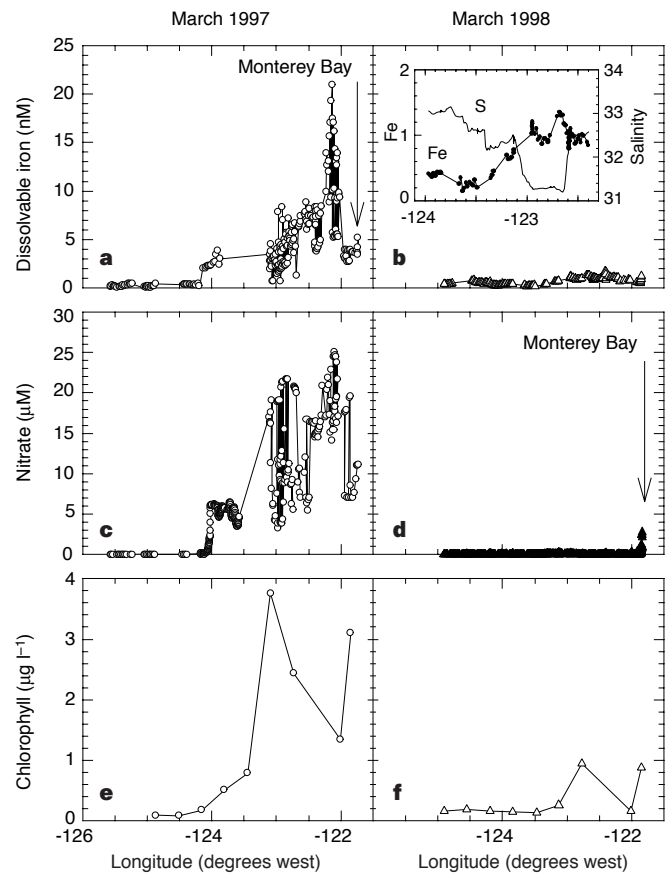 March 1997
March 1998
Dissolvable iron (nM)
25
20
15
10
5
0
Monterey Bay
a
2
1
0
Fe
S
Fe
34
33
32
31
Salinity
-124
-123
b
Nitrate (μM)
30
25
20
15
10
5
0
c
Monterey Bay
d
Chlorophyll (μg l⁻¹)
4
3
2
1
0
e
f
-126
-124
-122
-124
-122
Longitude (degrees west)
Longitude (degrees west)